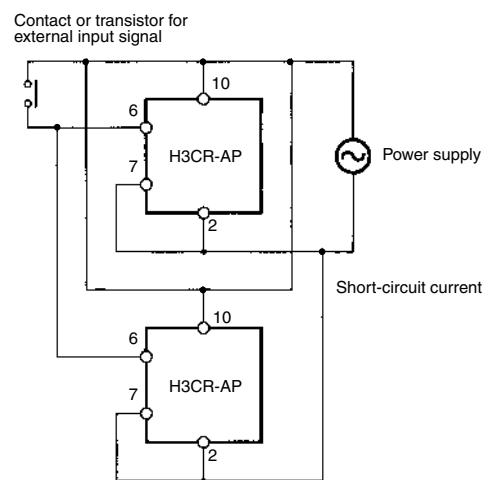 Contact or transistor for
external input signal
10
6
H3CR-AP
7
Power supply
2
Short-circuit current
10
6
H3CR-AP
7
2